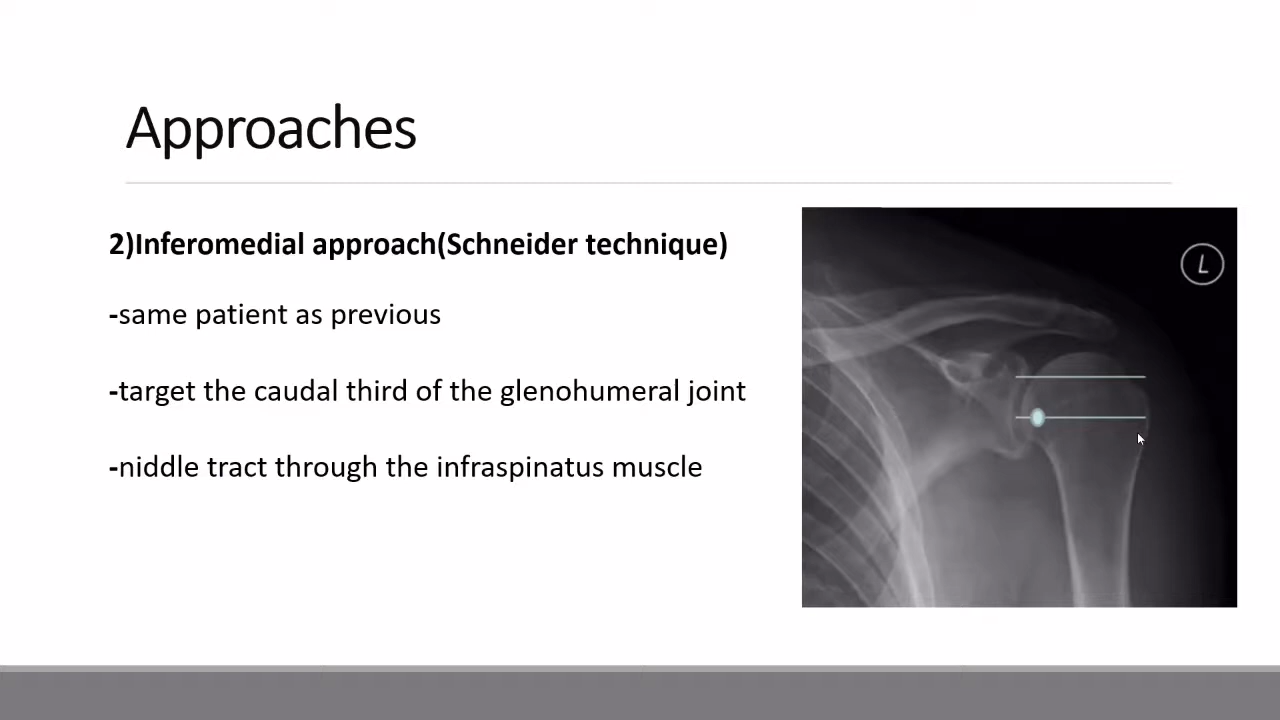 Approaches
2)Inferomedial approach(Schneider technique)
-same patient as previous
-target the caudal third of the glenohumeral joint
-niddle tract through the infraspinatus muscle
L